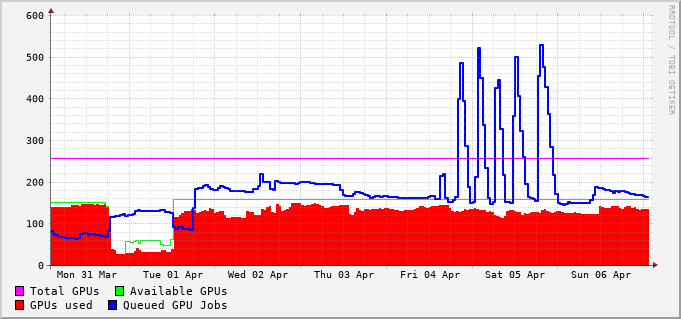 600
500
400
300
200
100
0
Mon 31 Mar Tue 01 Apr Wed 02 Apr Thu 03 Apr Fri 04 Apr Sat 05 Apr Sun 06 Apr
Total GPUs Available GPUs
GPUs used Queued GPU Jobs
RRDTOOL / TOBI OETIKER